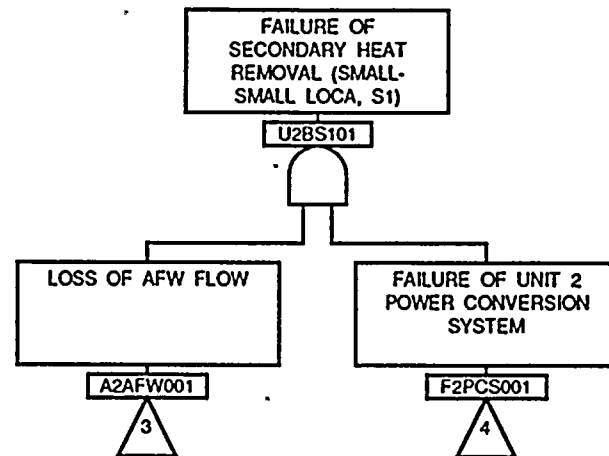 FAILURE OF
SECONDARY HEAT
REMOVAL (SMALL-
SMALL LOCA, S1)
U2BS101
LOSS OF AFW FLOW
A2AFW001
3
FAILURE OF UNIT 2
POWER CONVERSION
SYSTEM
F2PCS001
4